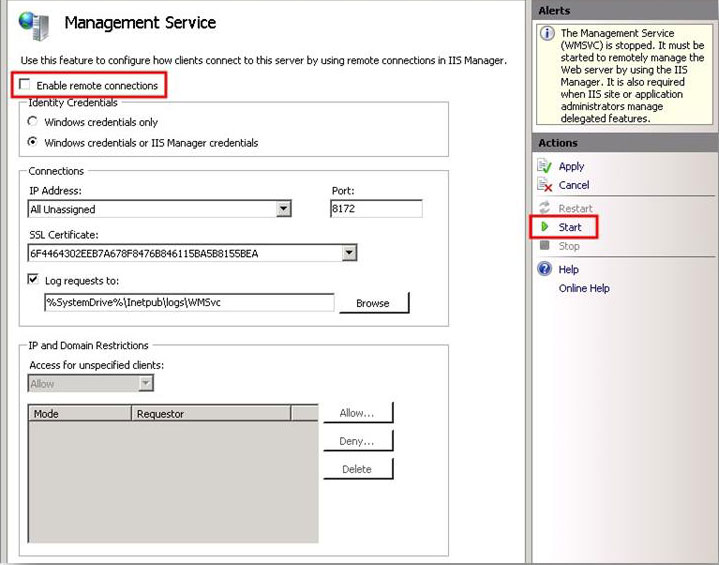 Management Service
Use this feature to configure how clients connect to this server by using remote connections in IIS Manager.
Enable remote connections
Identity Credentials
Windows credentials only
Windows credentials or IIS Manager credentials
Connections
IP Address:
Port:
All Unassigned
8172
SSL Certificate:
6F4464302EEB7A678F8476B846115BA5B8155BEA
Log requests to:
%SystemDrive%\Inetpub\logs\WMSvc
Browse
IP and Domain Restrictions
Access for unspecified clients:
Allow
Mode
Requestor
Allow...
Deny...
Delete
Alerts
The Management Service
(WMSVC) is stopped. It must be
started to remotely manage the
Web server by using the IIS
Manager. It is also required
when IIS site or application
administrators manage
delegated features.
Actions
Apply
Cancel
Restart
Start
Stop
Help
Online Help